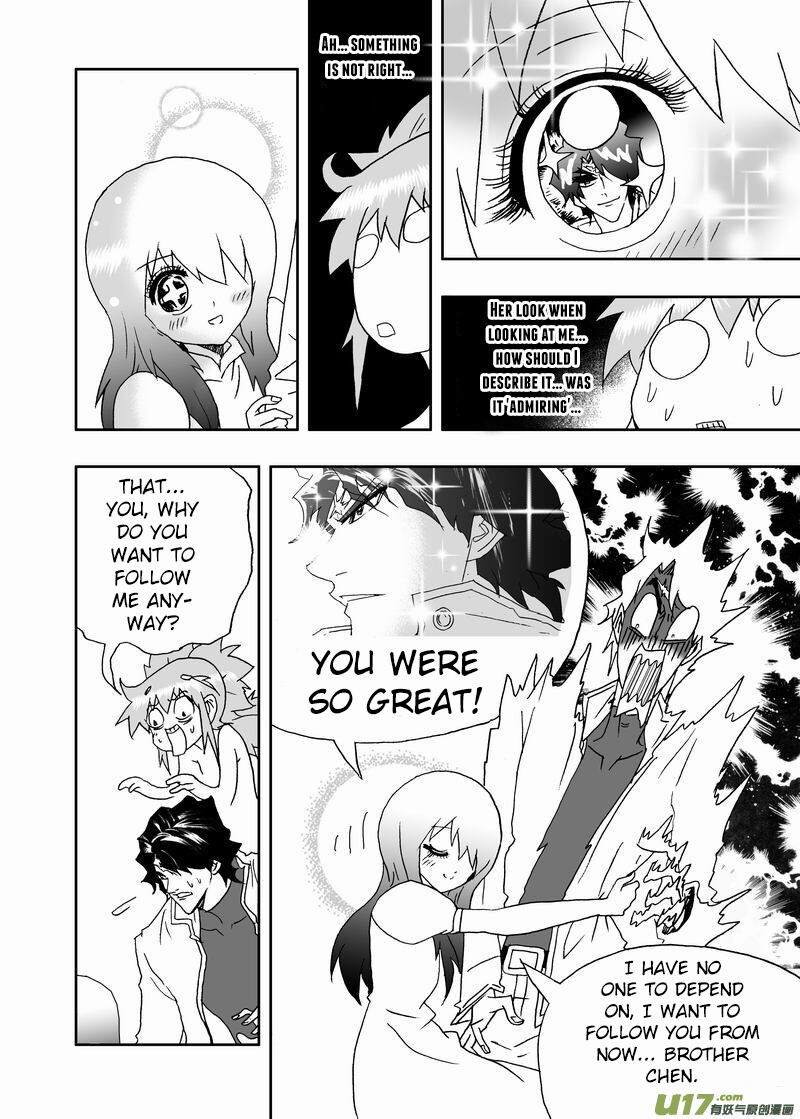 AH... SOMETHING
IS NOT RIGHT...
HER LOOK WHEN
LOOKING AT ME...
HOW SHOULD I
DESCRIBE IT... WAS
IT 'ADMIRING'...
THAT...
YOU, WHY
DO YOU
WANT TO
FOLLOW
ME ANY-
WAY?
YOU WERE
SO GREAT!
I HAVE NO
ONE TO DEPEND
ON, I WANT TO
FOLLOW YOU FROM
NOW... BROTHER
CHEN.
U17.COM
有妖气原创漫画